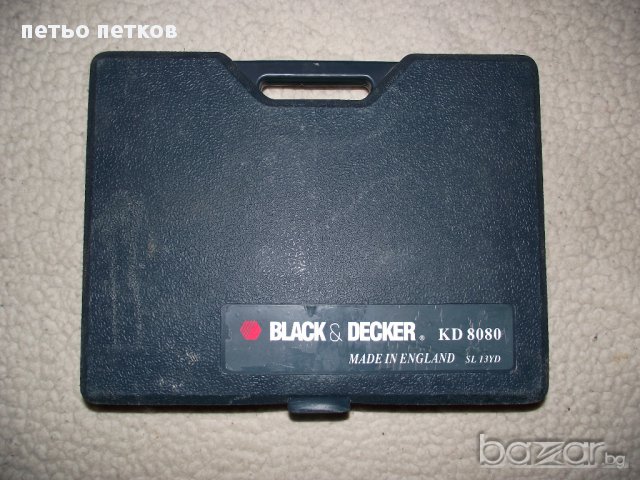 петьо петков
BLACK & DECKER® KD 8080
MADE IN ENGLAND SL 13YD
bazar.bg